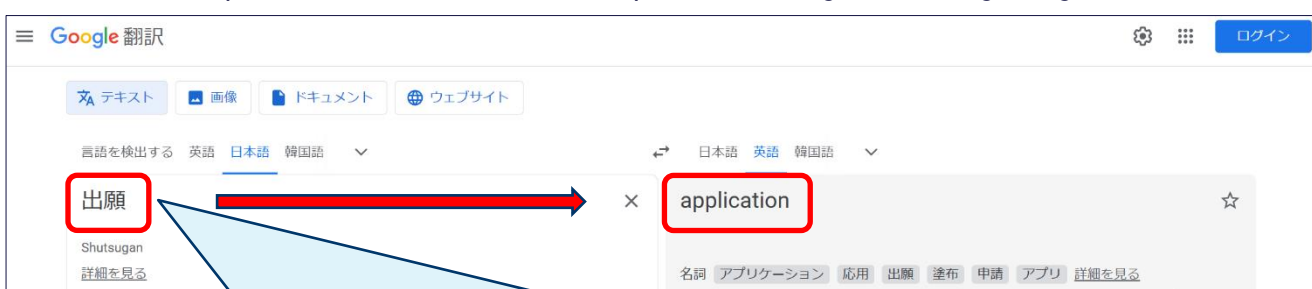 Google 翻訳
ログイン
テキスト 画像 ドキュメント ウェブサイト
言語を検出する 英語 日本語 韓国語
日本語 英語 韓国語
出願
application
Shutsugan
詳細を見る
名詞 アプリケーション 応用 出願 塗布 申請 アプリ 詳細を見る